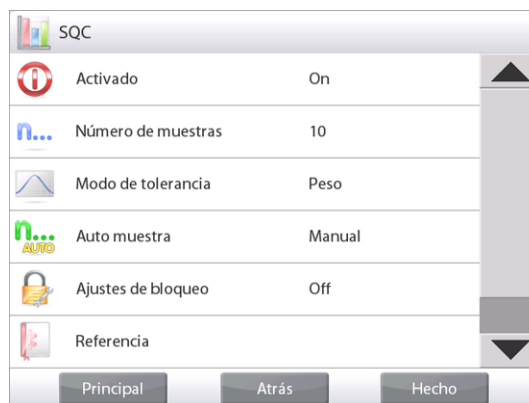 SQC
Activado On
n... Número de muestras 10
Modo de tolerancia Peso
n... AUTO Auto muestra Manual
Ajustes de bloqueo Off
Referencia
Principal Atrás Hecho